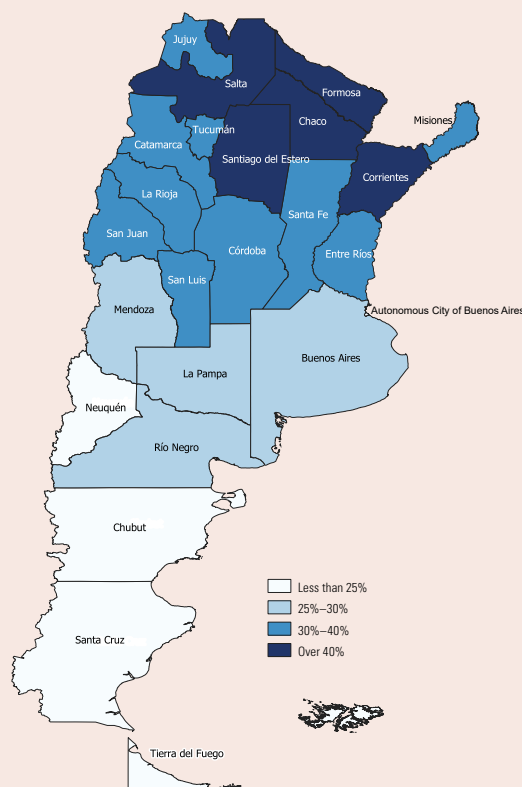 Jujuy
Salta
Formosa
Chaco
Misiones
Tucumán
Catamarca
Santiago del Estero
Corrientes
La Rioja
Santa Fe
San Juan
Córdoba
Entre Ríos
San Luis
Mendoza
Autonomous City of Buenos Aires
Buenos Aires
La Pampa
Neuquén
Río Negro
Chubut
Less than 25%
25%–30%
30%–40%
Over 40%
Santa Cruz
Tierra del Fuego